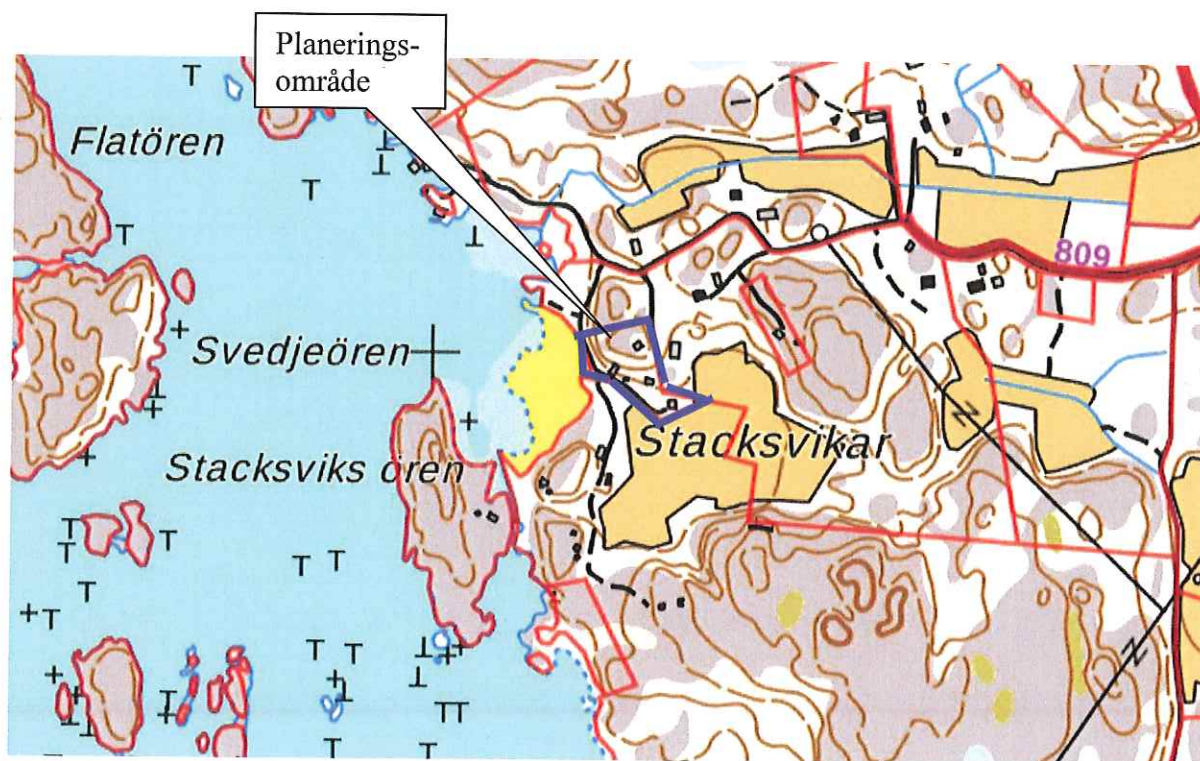 Planerings-
område
Flatören
809
Svedjeören
Stacksvikar
Stacksviks ören